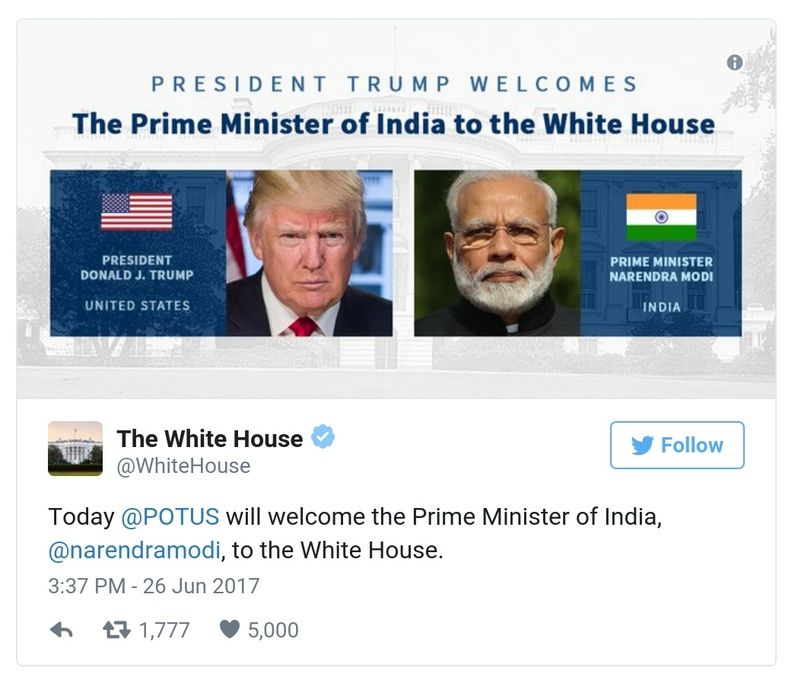 PRESIDENT TRUMP WELCOMES
The Prime Minister of India to the White House
PRESIDENT
DONALD J. TRUMP
UNITED STATES
PRIME MINISTER
NARENDRA MODI
INDIA
The White House
@WhiteHouse
Follow
Today @POTUS will welcome the Prime Minister of India,
@narendramodi, to the White House.
3:37 PM - 26 Jun 2017
1,777 5,000